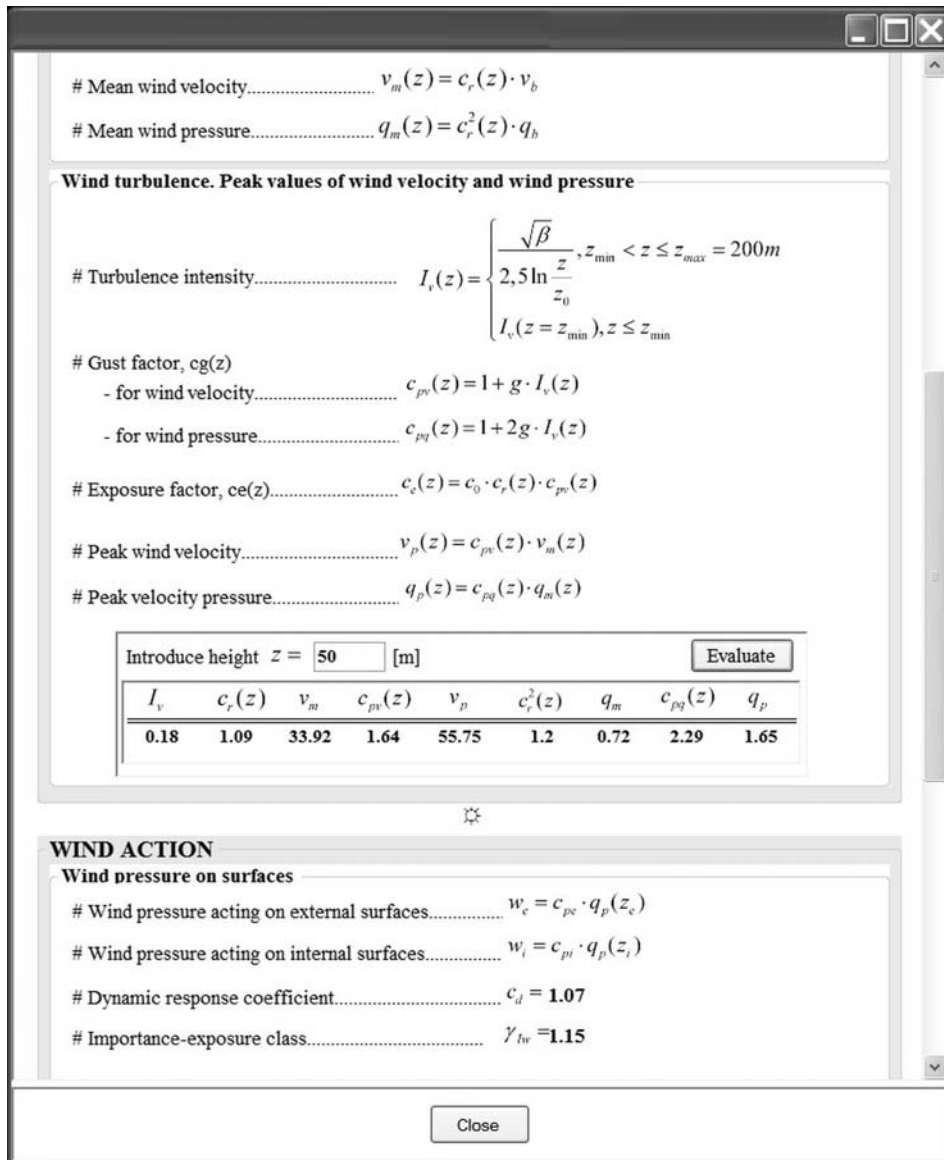 # Mean wind velocity.......................... v_m(z) = c_r(z) · v_b
# Mean wind pressure......................... q_m(z) = c_r^2(z) · q_b
Wind turbulence. Peak values of wind velocity and wind pressure
# Turbulence intensity............................. I_v(z) = { √β / (2,5 ln z/z_0) , z_min < z ≤ z_max = 200m
I_v(z = z_min), z ≤ z_min
# Gust factor, cg(z)
- for wind velocity............................. c_pv(z) = 1 + g · I_v(z)
- for wind pressure............................. c_pq(z) = 1 + 2g · I_v(z)
# Exposure factor, ce(z).......................... c_e(z) = c_0 · c_r(z) · c_pv(z)
# Peak wind velocity................................ v_p(z) = c_pv(z) · v_m(z)
# Peak velocity pressure.......................... q_p(z) = c_pq(z) · q_m(z)
Introduce height z = 50 [m] Evaluate
I_v c_r(z) v_m c_pv(z) v_p c_r^2(z) q_m c_pq(z) q_p
0.18 1.09 33.92 1.64 55.75 1.2 0.72 2.29 1.65
WIND ACTION
Wind pressure on surfaces
# Wind pressure acting on external surfaces............... w_e = c_pe · q_p(z_e)
# Wind pressure acting on internal surfaces............... w_i = c_pi · q_p(z_i)
# Dynamic response coefficient.................................. c_d = 1.07
# Importance-exposure class.................................... γ_Iw =1.15
Close